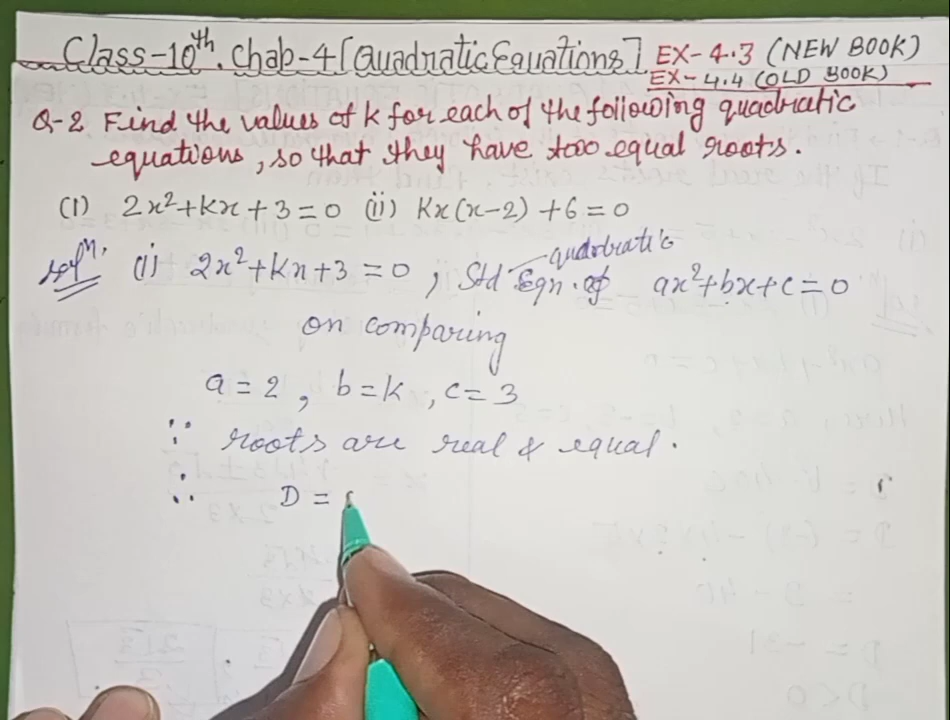 Class-10th. Chap-4 [Quadratic Equations] EX-4.3 (NEW BOOK)
EX-4.4 (OLD BOOK)
Q-2 Find the values of K for each of the following quadratic
equations, so that they have two equal roots.
(1) 2x²+Kx+3=0 (ii) Kx(x-2)+6=0
solⁿ. (i) 2x²+Kx+3=0, Std Eqn. of quadratic ax²+bx+c=0
on comparing
a=2, b=K, c=3
∵ roots are real & equal.
∴ D =